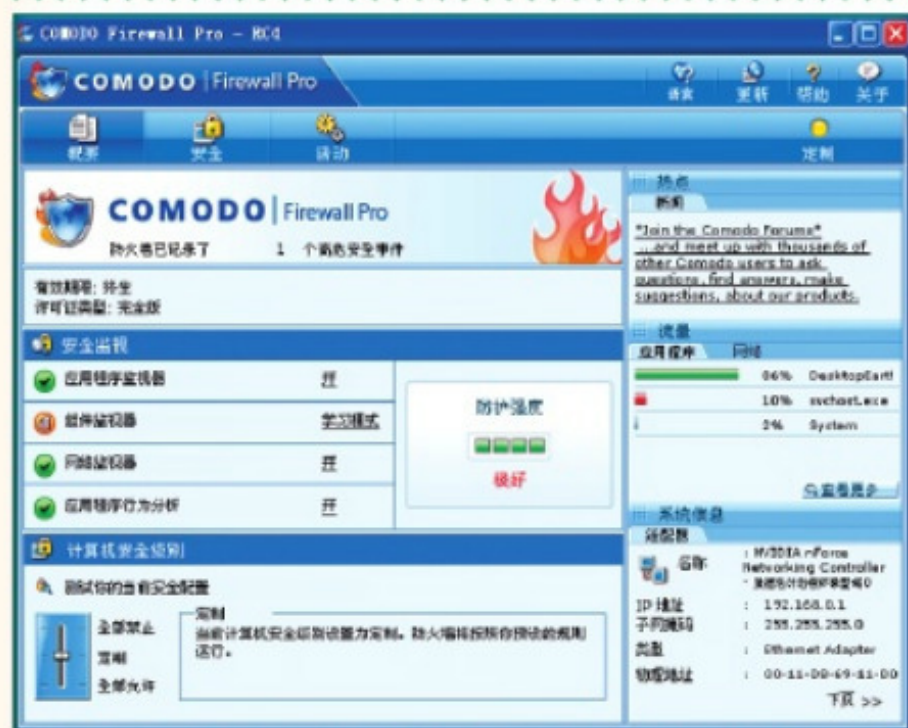 COMODO Firewall Pro - RC4
COMODO Firewall Pro
语言 更新 帮助 关于
概要 安全 活动 定制
COMODO Firewall Pro
防火墙已记录了 1 个高危安全事件
有效期限: 终生
许可证类型: 完全版
安全监视
应用程序监视器 开
组件监视器 学习模式
网络监视器 开
应用程序行为分析 开
防护强度
极好
计算机安全级别
测试你的当前安全配置
全部禁止
定制
全部允许
定制
当前计算机安全级别设置为定制。防火墙将按照你预设的规则
运行。
热点
新闻
"Join the Comodo Forums"
...and meet up with thousands of
other Comodo users to ask
questions, find answers, make
suggestions, about our products.
流量
应用程序 网络
86% DesktopEart
10% svchost.exe
2% System
查看更多
系统信息
适配器
名称 : NVIDIA nForce
Networking Controller
IP 地址 : 192.168.0.1
子网掩码 : 255.255.255.0
类型 : Ethernet Adapter
物理地址 :
下页 >>